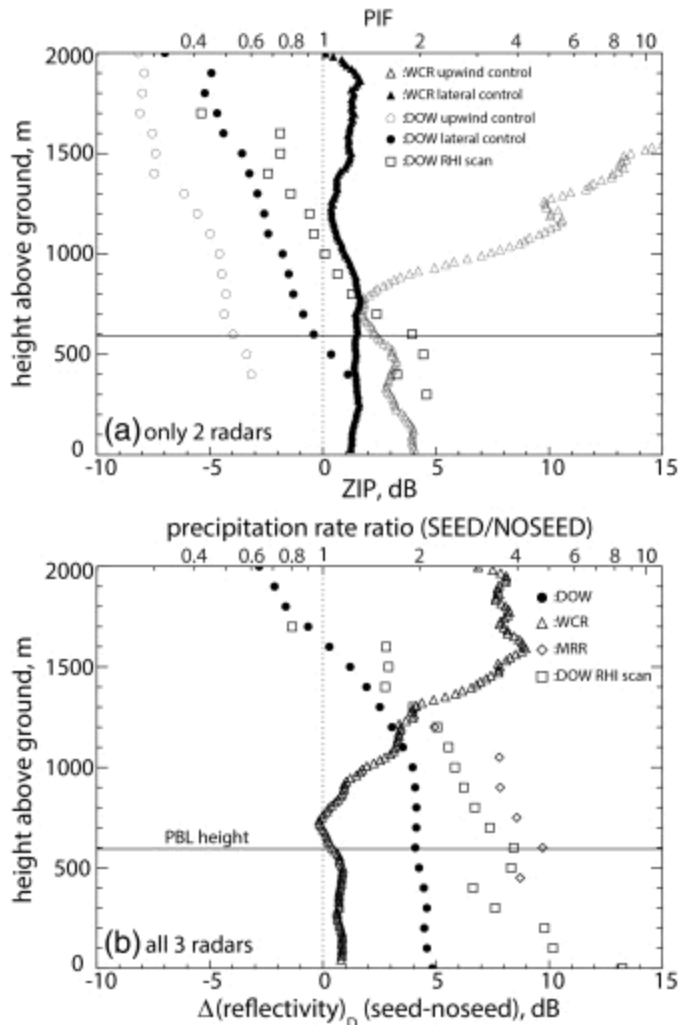 PIF
0.4 0.6 0.8 1 2 4 6 8 10
2000
1500
1000
500
0
height above ground, m
△ :WCR upwind control
▲ :WCR lateral control
○ :DOW upwind control
● :DOW lateral control
□ :DOW RHI scan
(a) only 2 radars
-10 -5 0 5 10 15
ZIP, dB
precipitation rate ratio (SEED/NOSEED)
0.4 0.6 0.8 1 2 4 6 8 10
2000
1500
1000
500
0
height above ground, m
● :DOW
△ :WCR
◇ :MRR
□ :DOW RHI scan
PBL height
(b) all 3 radars
-10 -5 0 5 10 15
Δ(reflectivity)D (seed-noseed), dB